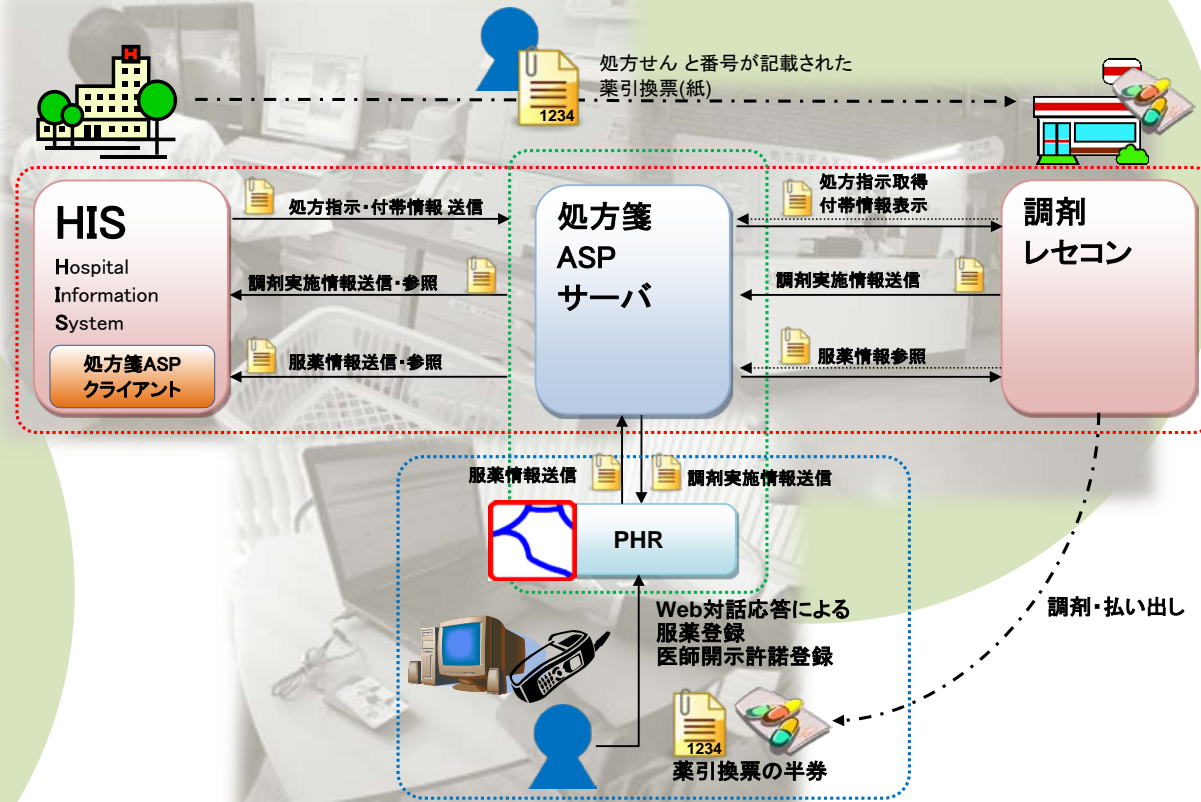 H
処方せん と番号が記載された
薬引換票(紙)
1234
HIS
Hospital
Information
System
処方箋ASP
クライアント
処方指示・付帯情報 送信
調剤実施情報送信・参照
服薬情報送信・参照
処方箋
ASP
サーバ
処方指示取得
付帯情報表示
調剤実施情報送信
服薬情報参照
調剤
レセコン
服薬情報送信
調剤実施情報送信
PHR
Web対話応答による
服薬登録
医師開示許諾登録
調剤・払い出し
1234
薬引換票の半券